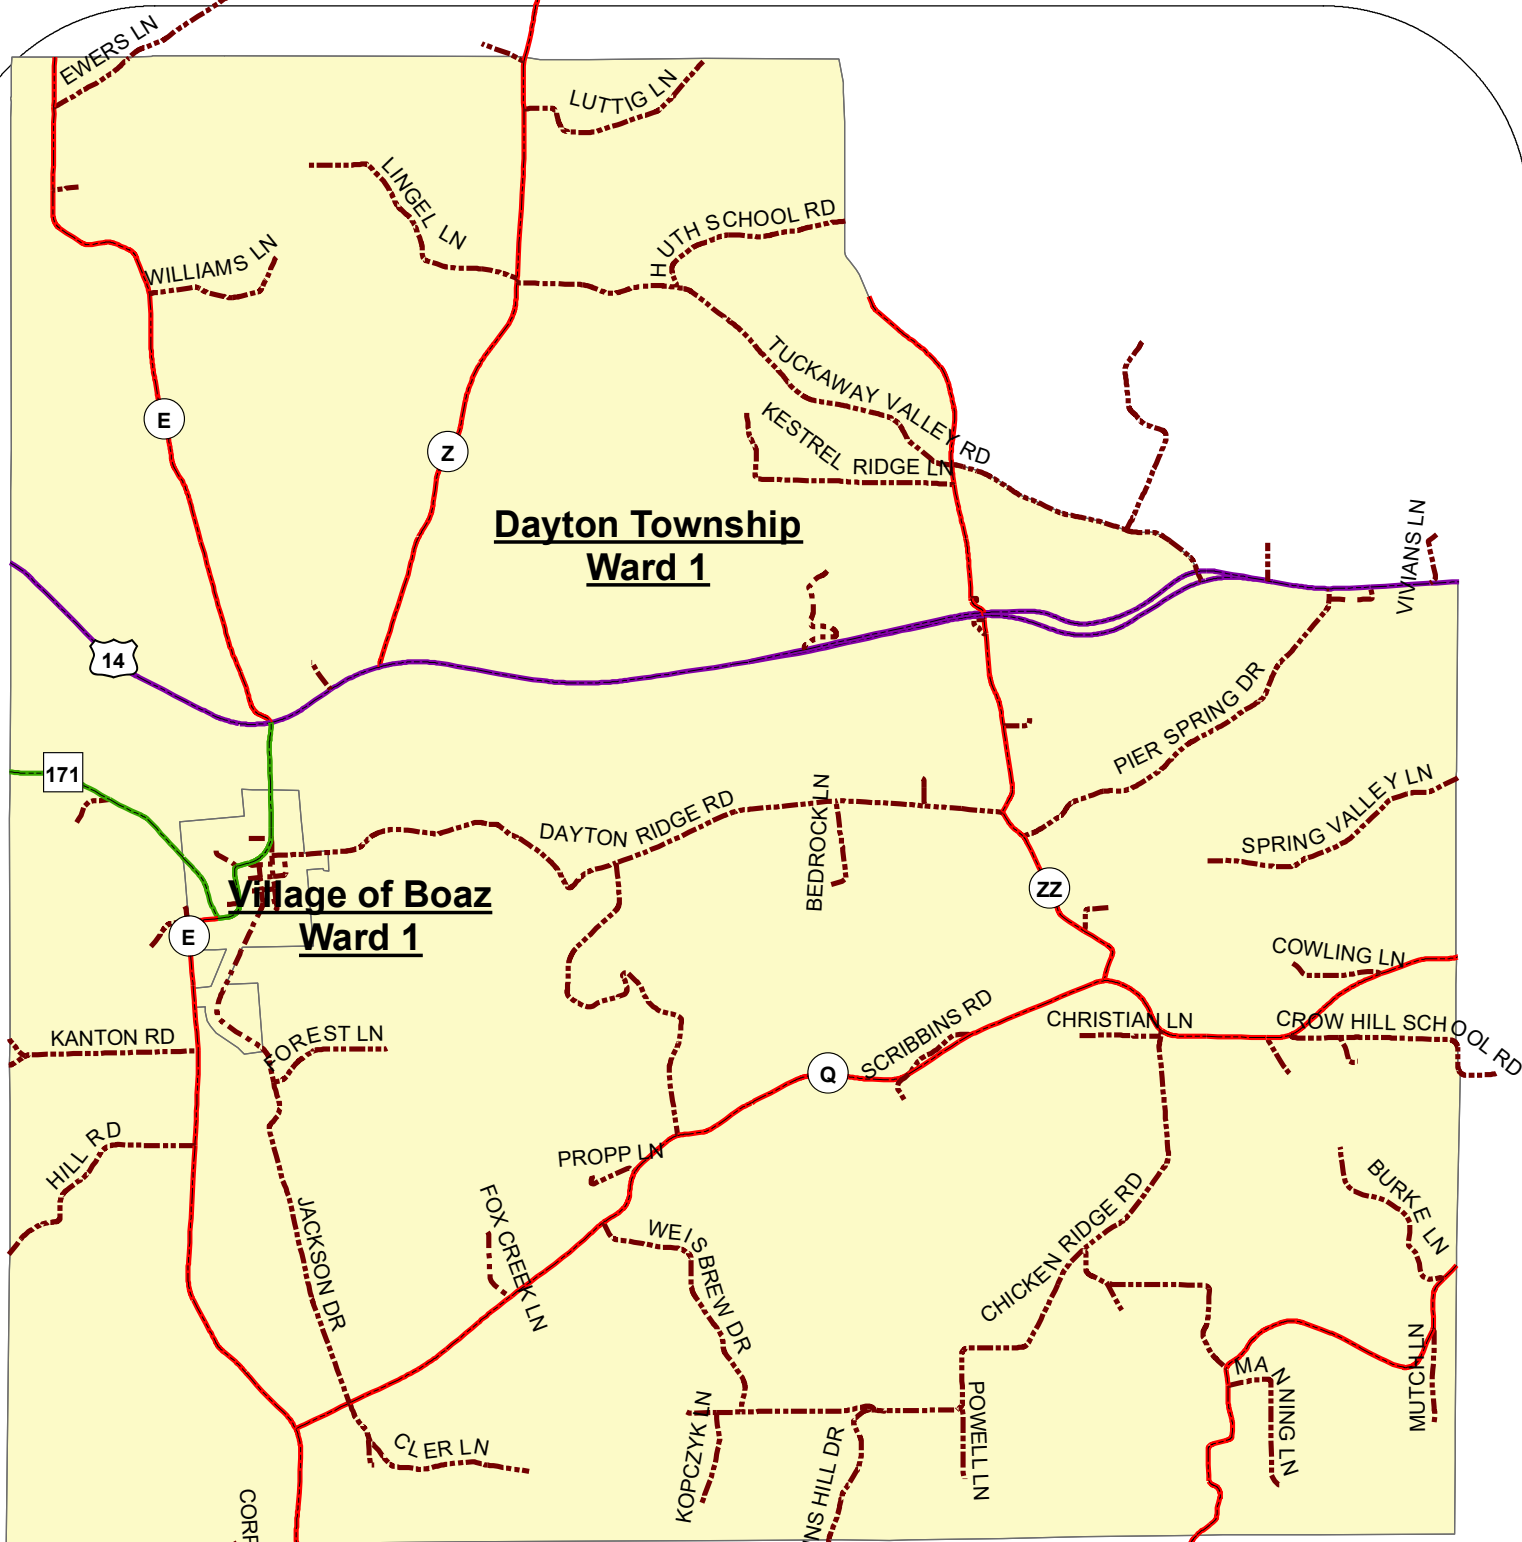 EWERS LN
LUTTIG LN
LINGEL LN
HUTH SCHOOL RD
WILLIAMS LN
TUCKAWAY VALLEY RD
KESTREL RIDGE LN
E
Z
Dayton Township
Ward 1
VIVIANS LN
14
171
PIER SPRING DR
SPRING VALLEY LN
DAYTON RIDGE RD
BEDROCK LN
ZZ
Village of Boaz
Ward 1
E
COWLING LN
KANTON RD
FOREST LN
SCRIBBINS RD
CHRISTIAN LN
CROW HILL SCHOOL RD
Q
HILL RD
PROPP LN
BURKE LN
JACKSON DR
FOX CREEK LN
WEISBREW DR
CHICKEN RIDGE RD
MANNING LN
MUTCH LN
CLER LN
KOPCZYK LN
NS HILL DR
POWELL LN